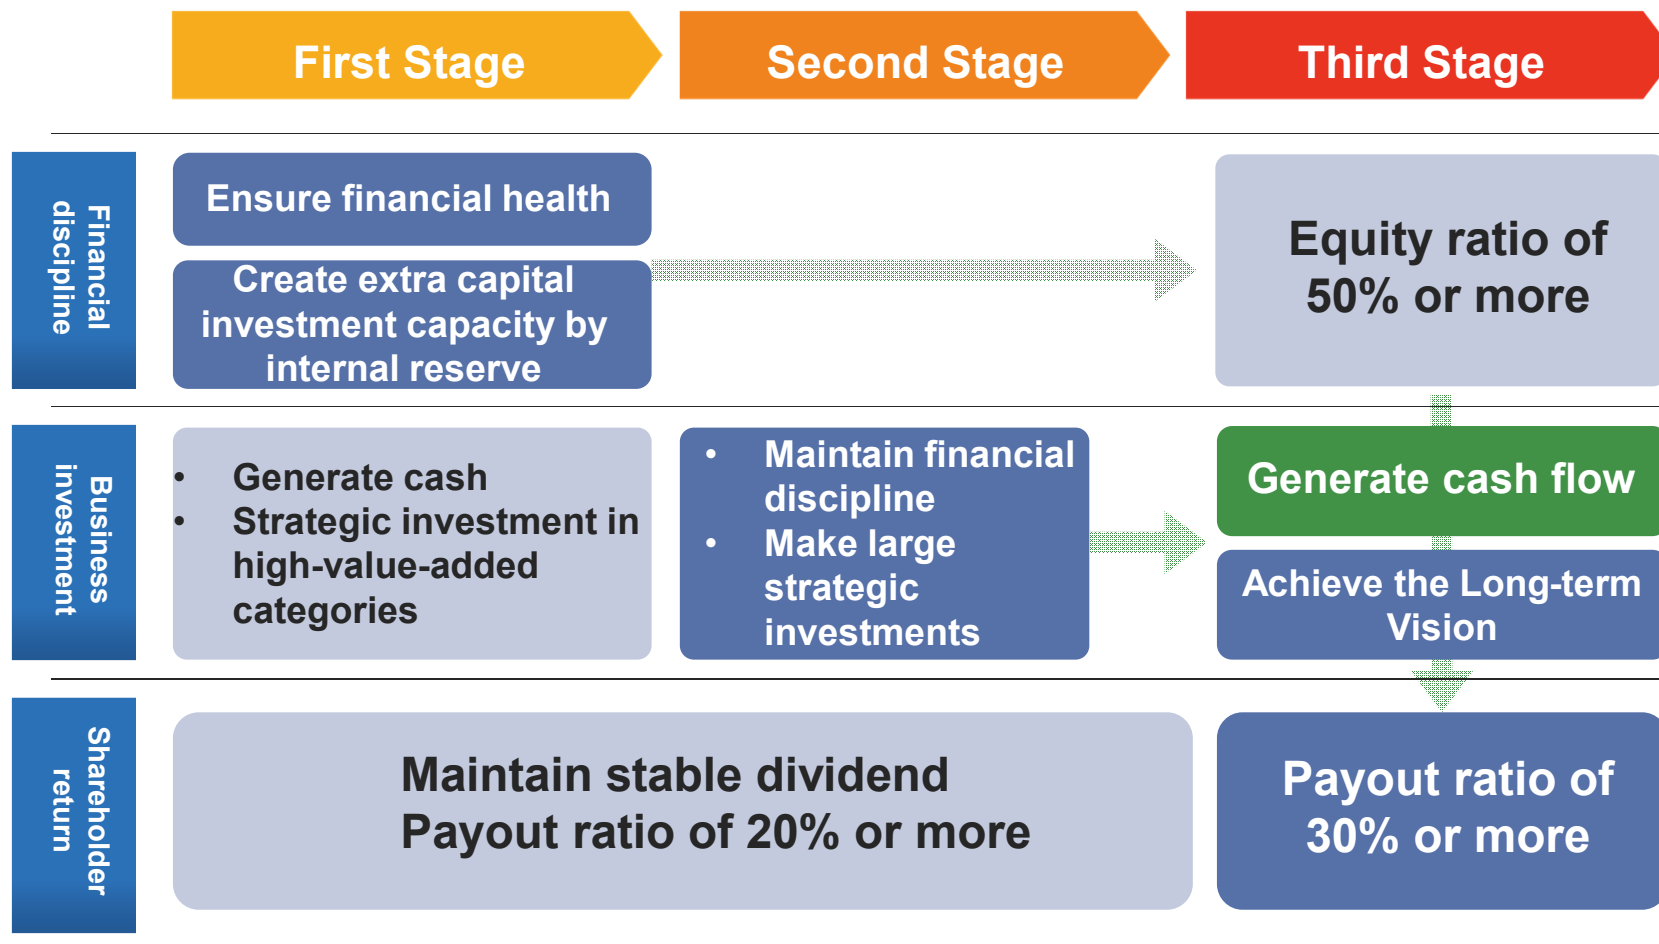 First Stage
Second Stage
Third Stage
Financial
discipline
Ensure financial health
Create extra capital
investment capacity by
internal reserve
Equity ratio of
50% or more
Business
investment
• Generate cash
• Strategic investment in
high-value-added
categories
• Maintain financial
discipline
• Make large
strategic
investments
Generate cash flow
Achieve the Long-term
Vision
Shareholder
return
Maintain stable dividend
Payout ratio of 20% or more
Payout ratio of
30% or more